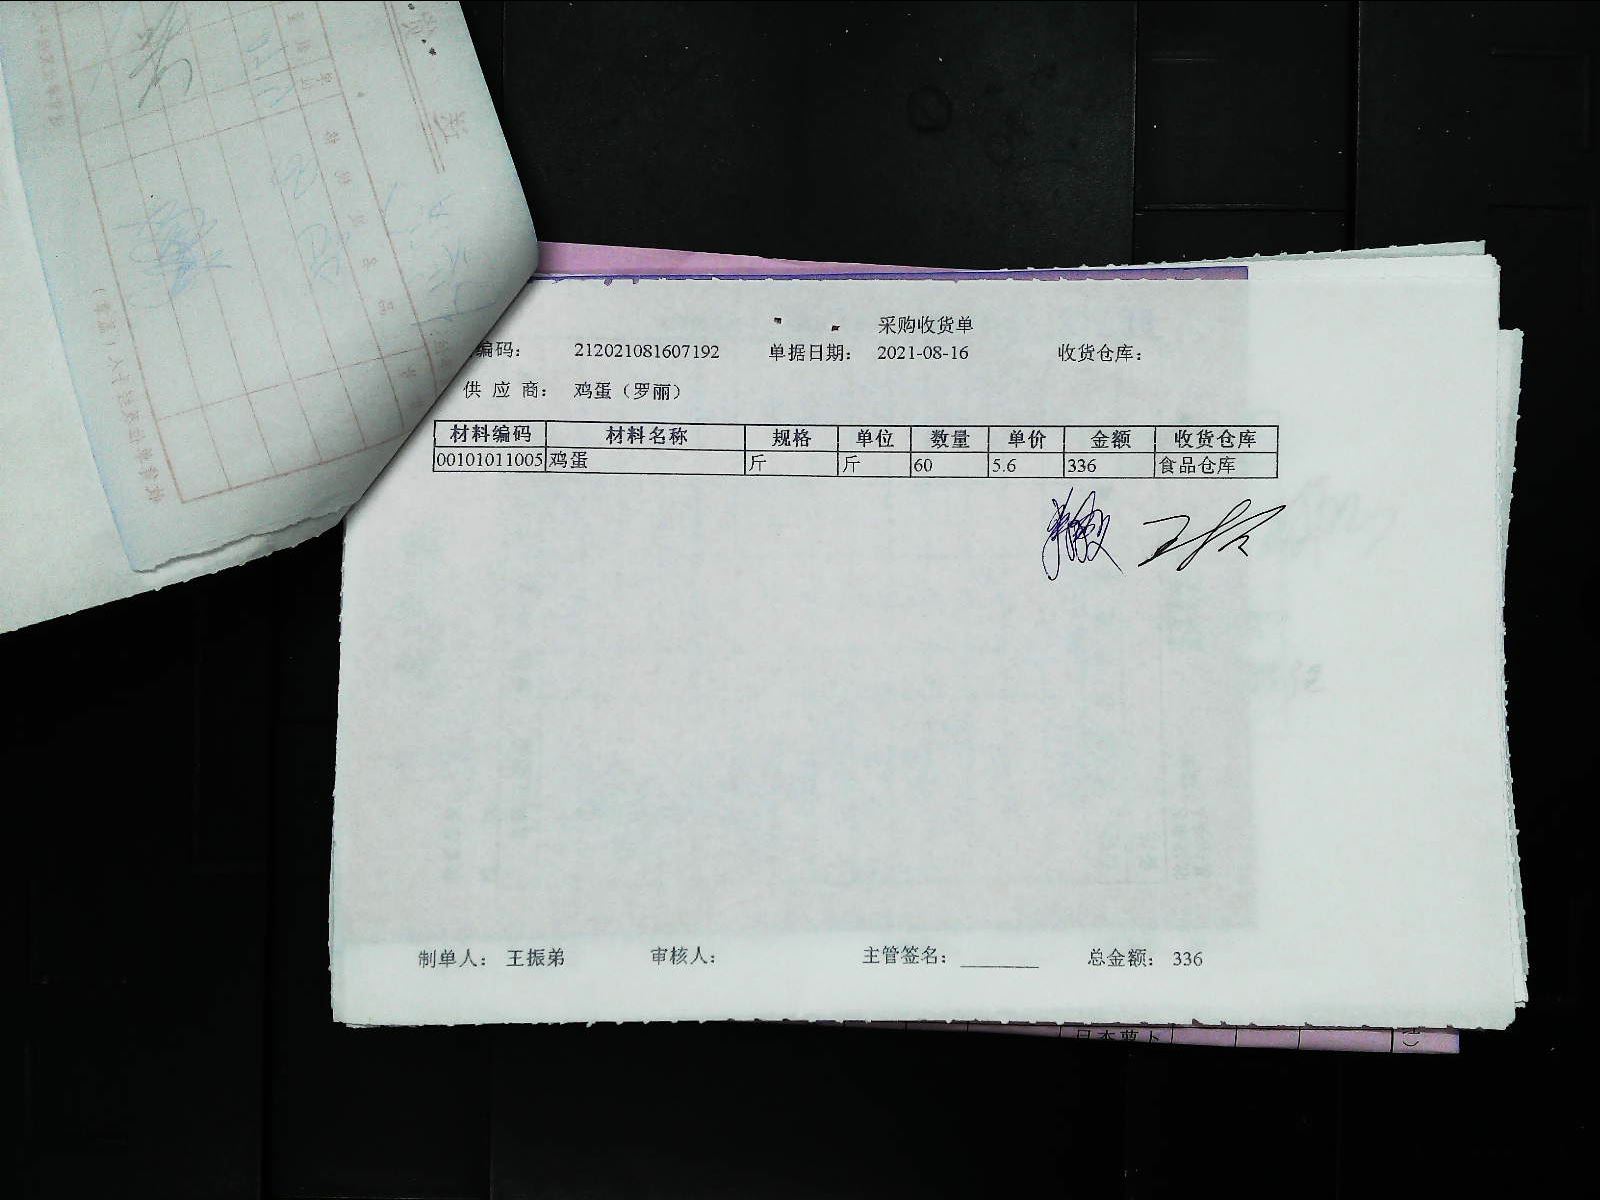 采购收货单
编码： 212021081607192 单据日期： 2021-08-16 收货仓库：
供 应 商： 鸡蛋（罗丽）
材料编码 材料名称 规格 单位 数量 单价 金额 收货仓库
00101011005 鸡蛋 斤 斤 60 5.6 336 食品仓库
制单人： 王振弟 审核人： 主管签名： 总金额： 336
日本萝卜